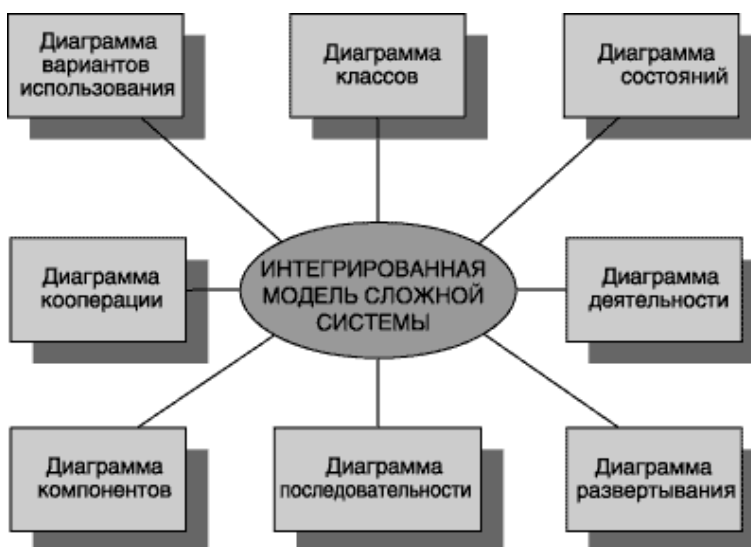 Диаграмма
вариантов
использования
Диаграмма
классов
Диаграмма
состояний
Диаграмма
кооперации
ИНТЕГРИРОВАННАЯ
МОДЕЛЬ СЛОЖНОЙ
СИСТЕМЫ
Диаграмма
деятельности
Диаграмма
компонентов
Диаграмма
последовательности
Диаграмма
развертывания